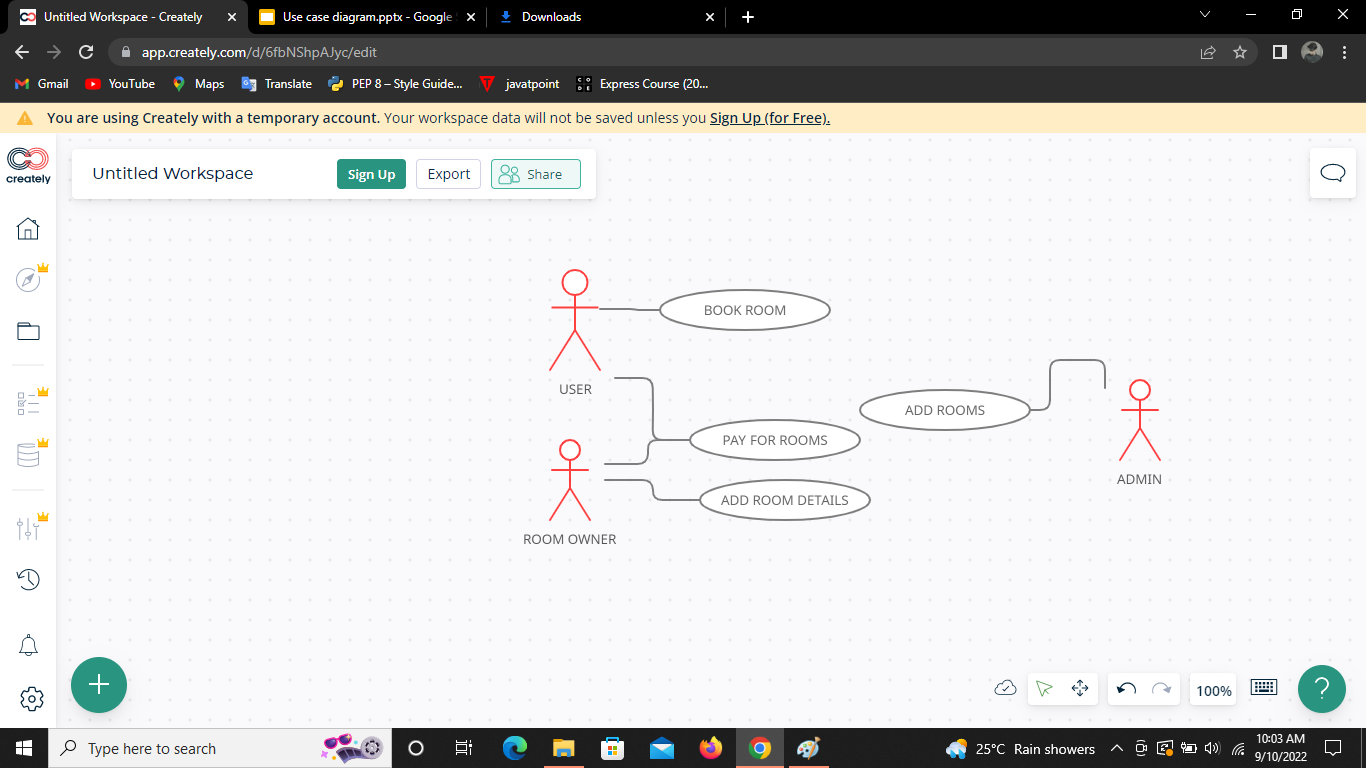 Untitled Workspace - Creately
Use case diagram.pptx - Google
Downloads
app.creately.com/d/6fbNShpAJyc/edit
Gmail
YouTube
Maps
Translate
PEP 8 – Style Guide...
javatpoint
Express Course (20...
You are using Creately with a temporary account. Your workspace data will not be saved unless you Sign Up (for Free).
creately
Untitled Workspace
Sign Up
Export
Share
BOOK ROOM
USER
ADD ROOMS
PAY FOR ROOMS
ADMIN
ADD ROOM DETAILS
ROOM OWNER
100%
?
Type here to search
25°C Rain showers
10:03 AM
9/10/2022